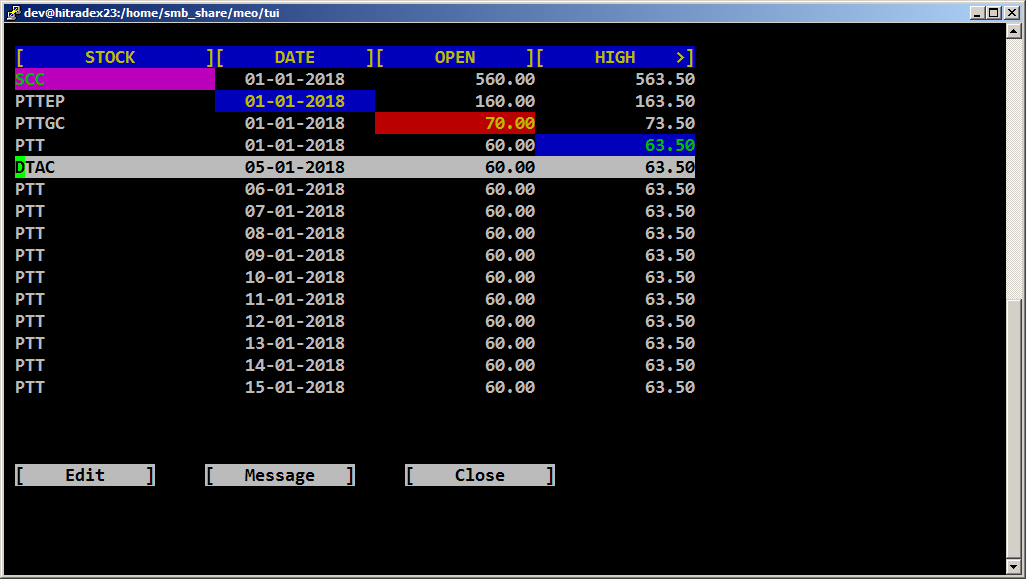 dev@hitradex23:/home/smb_share/meo/tui
[ STOCK ][ DATE ][ OPEN ][ HIGH >]
SCC 01-01-2018 560.00 563.50
PTTEP 01-01-2018 160.00 163.50
PTTGC 01-01-2018 70.00 73.50
PTT 01-01-2018 60.00 63.50
DTAC 05-01-2018 60.00 63.50
PTT 06-01-2018 60.00 63.50
PTT 07-01-2018 60.00 63.50
PTT 08-01-2018 60.00 63.50
PTT 09-01-2018 60.00 63.50
PTT 10-01-2018 60.00 63.50
PTT 11-01-2018 60.00 63.50
PTT 12-01-2018 60.00 63.50
PTT 13-01-2018 60.00 63.50
PTT 14-01-2018 60.00 63.50
PTT 15-01-2018 60.00 63.50
[ Edit ] [ Message ] [ Close ]